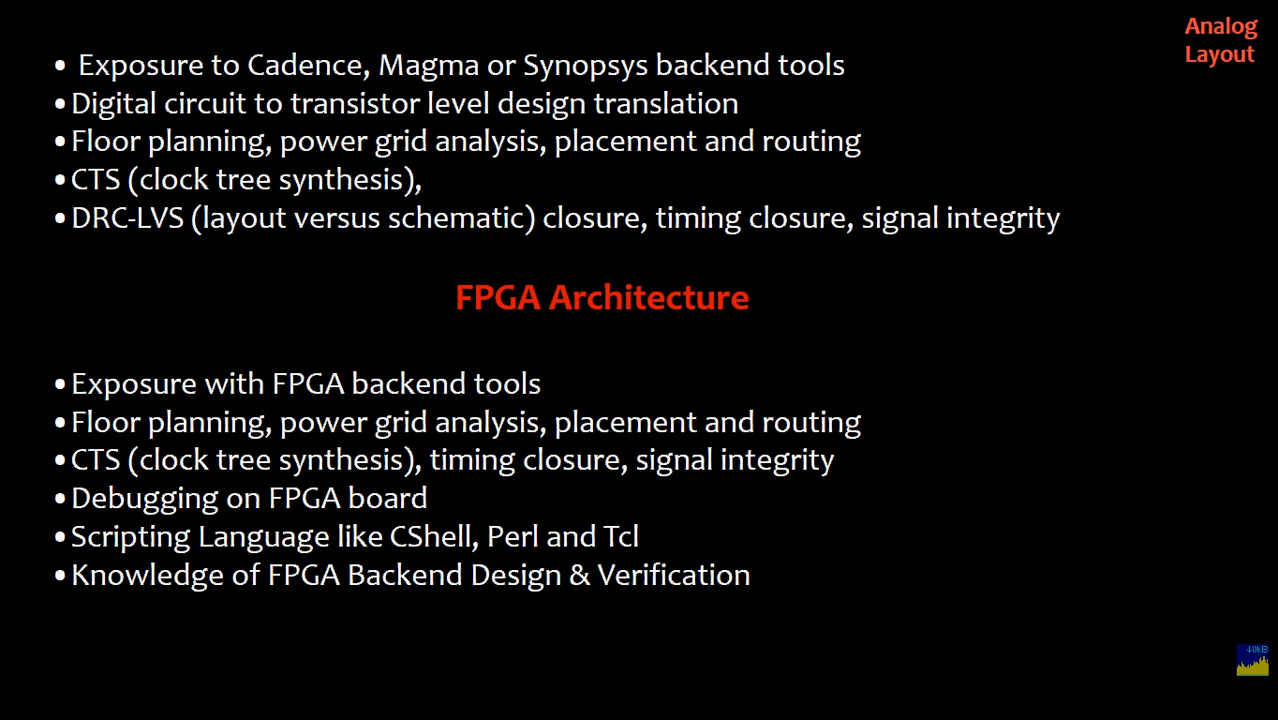 Analog
Layout
• Exposure to Cadence, Magma or Synopsys backend tools
•Digital circuit to transistor level design translation
•Floor planning, power grid analysis, placement and routing
•CTS (clock tree synthesis),
•DRC-LVS (layout versus schematic) closure, timing closure, signal integrity
FPGA Architecture
•Exposure with FPGA backend tools
•Floor planning, power grid analysis, placement and routing
•CTS (clock tree synthesis), timing closure, signal integrity
•Debugging on FPGA board
•Scripting Language like CShell, Perl and Tcl
•Knowledge of FPGA Backend Design & Verification